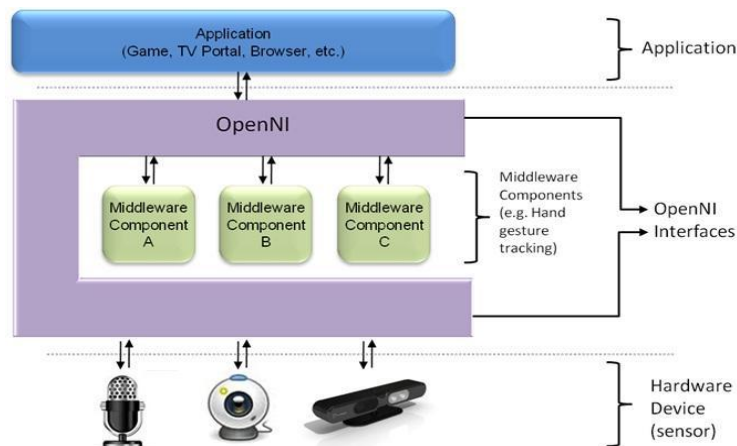 Application
(Game, TV Portal, Browser, etc.)
Application
OpenNI
Middleware
Component
A
Middleware
Component
B
Middleware
Component
C
Middleware
Components
(e.g. Hand
gesture
tracking)
OpenNI
Interfaces
Hardware
Device
(sensor)